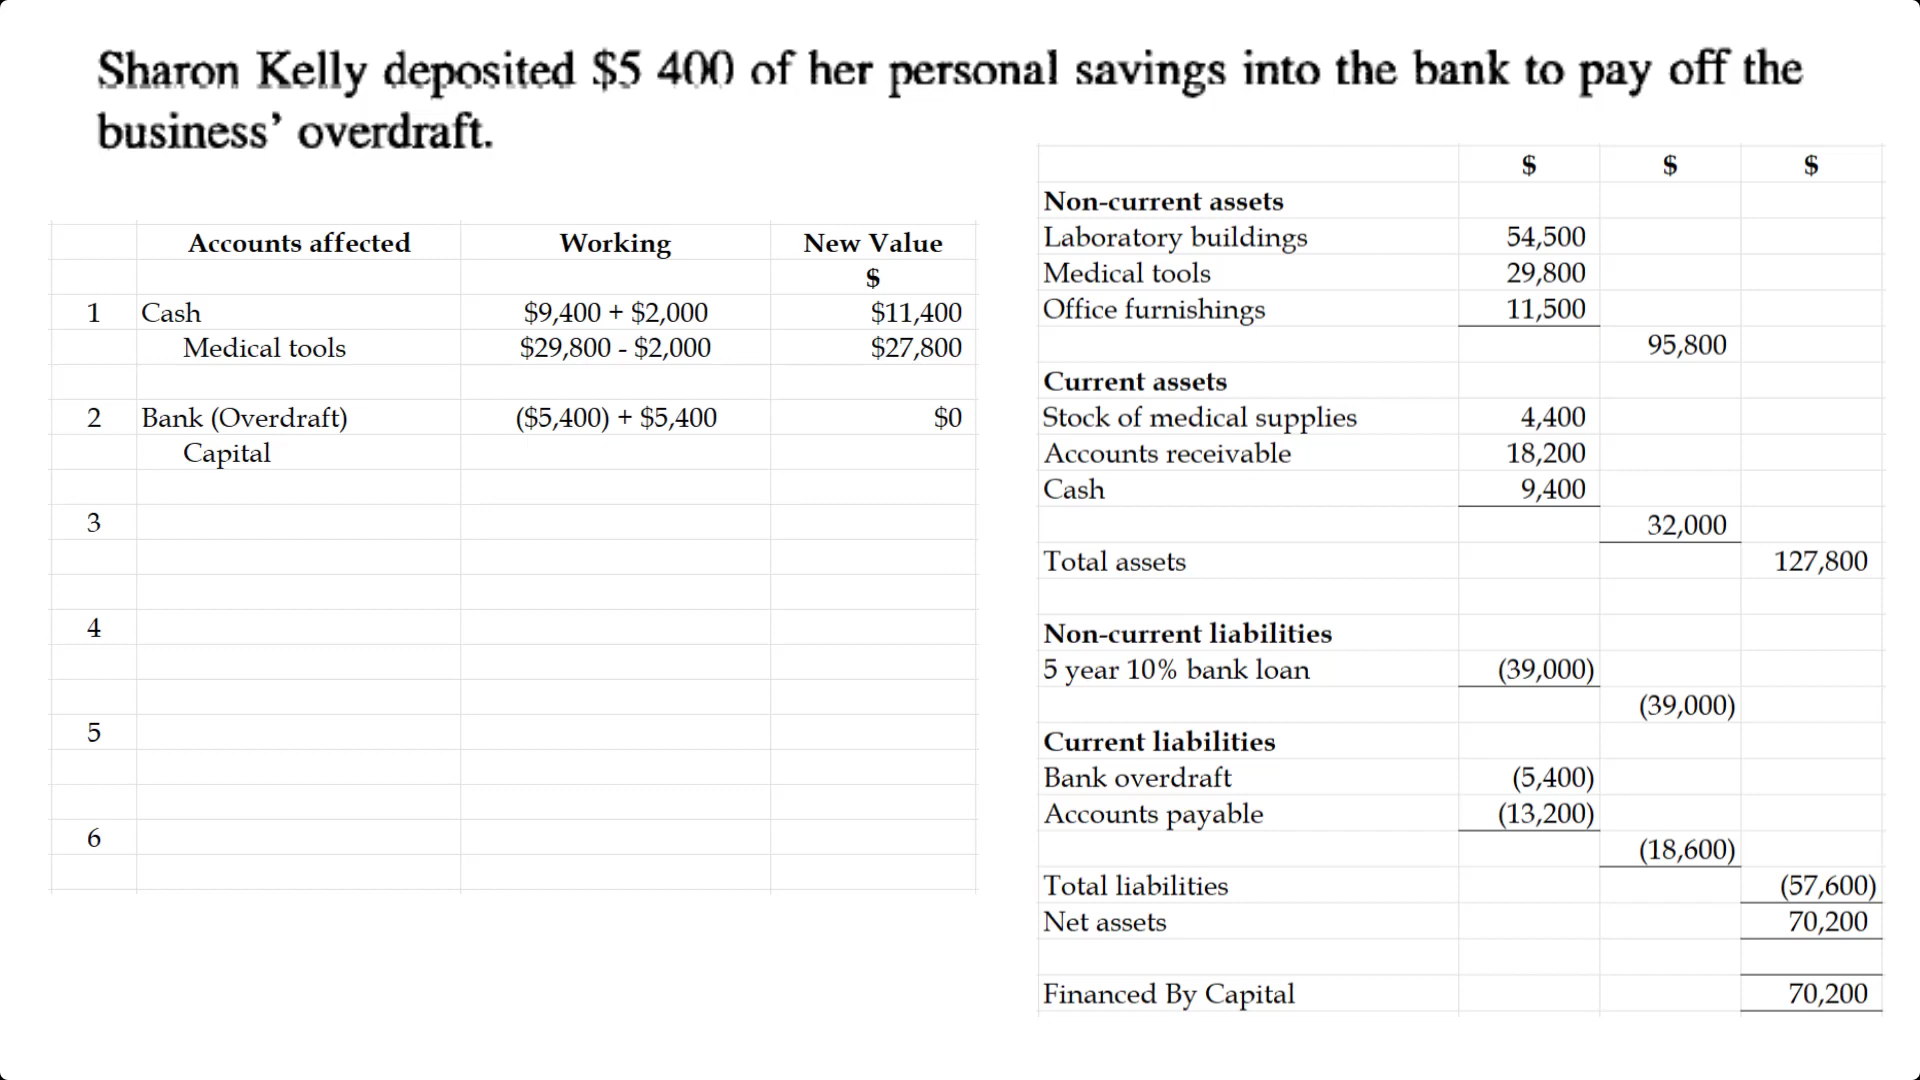 Sharon Kelly deposited $5 400 of her personal savings into the bank to pay off the
business' overdraft.
Accounts affected Working New Value
$
1 Cash $9,400 + $2,000 $11,400
Medical tools $29,800 - $2,000 $27,800
2 Bank (Overdraft) ($5,400) + $5,400 $0
Capital
3
4
5
6
$ $ $
Non-current assets
Laboratory buildings 54,500
Medical tools 29,800
Office furnishings 11,500
95,800
Current assets
Stock of medical supplies 4,400
Accounts receivable 18,200
Cash 9,400
32,000
Total assets 127,800
Non-current liabilities
5 year 10% bank loan (39,000)
(39,000)
Current liabilities
Bank overdraft (5,400)
Accounts payable (13,200)
(18,600)
Total liabilities (57,600)
Net assets 70,200
Financed By Capital 70,200